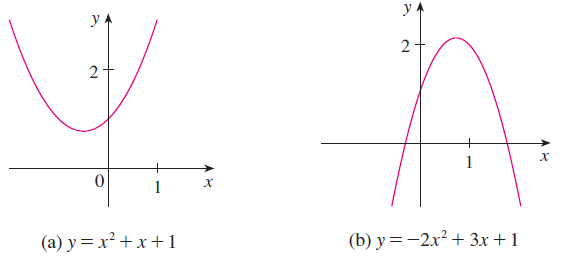 y
2
0
1
x
(a) y = x² + x + 1
y
2
1
x
(b) y = −2x² + 3x + 1